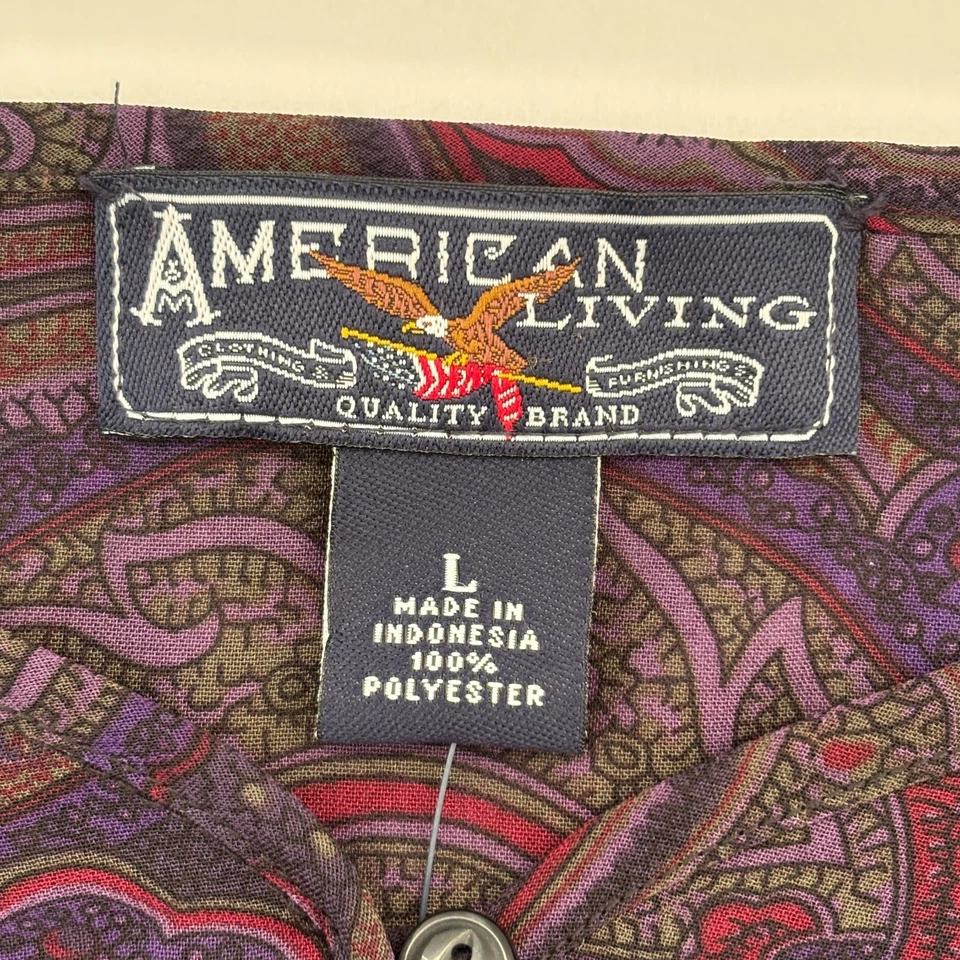 AMERICAN
LIVING
CLOTHING &
FURNISHINGS
QUALITY BRAND
L
MADE IN
INDONESIA
100%
POLYESTER